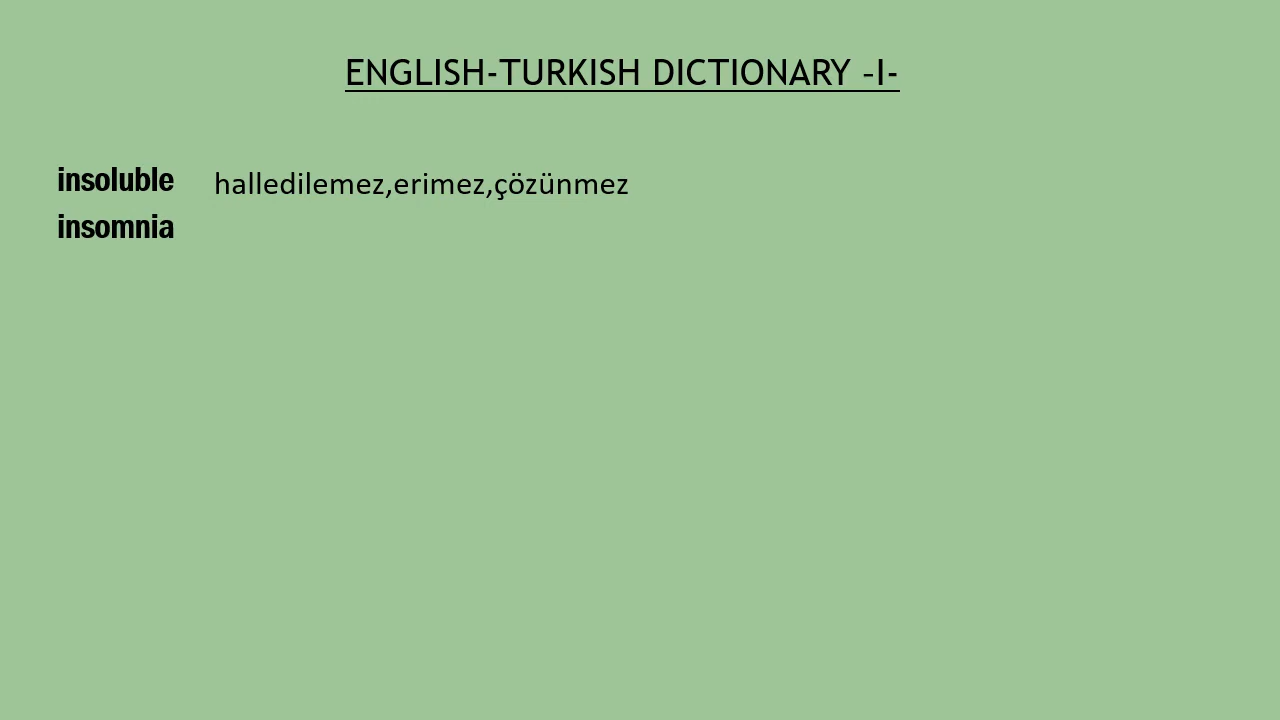 ENGLISH-TURKISH DICTIONARY –I-
insoluble halledilemez,erimez,çözünmez
insomnia